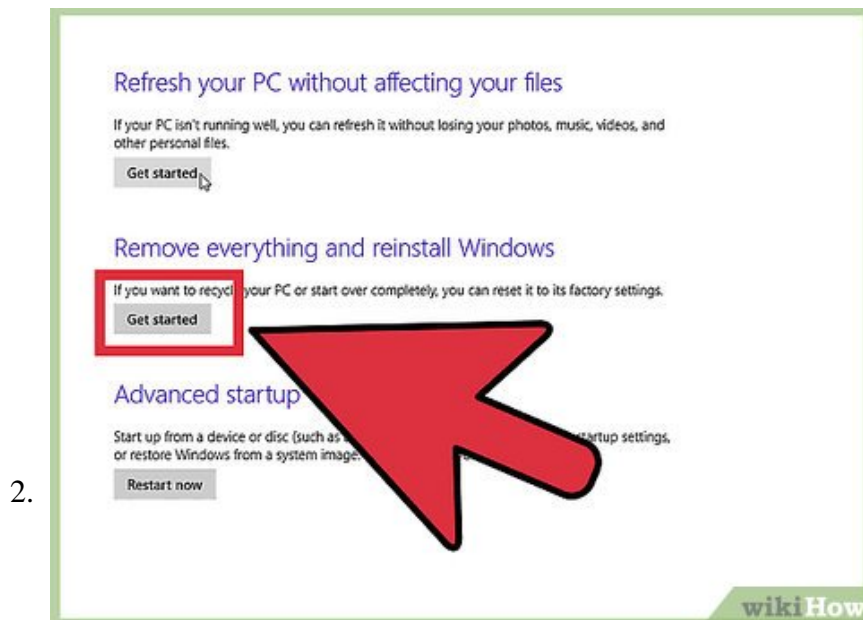 Refresh your PC without affecting your files
If your PC isn't running well, you can refresh it without losing your photos, music, videos, and
other personal files.
Get started
Remove everything and reinstall Windows
If you want to recycle your PC or start over completely, you can reset it to its factory settings.
Get started
Advanced startup
Start up from a device or disc (such as startup settings,
or restore Windows from a system image.
2.
Restart now
wikiHow